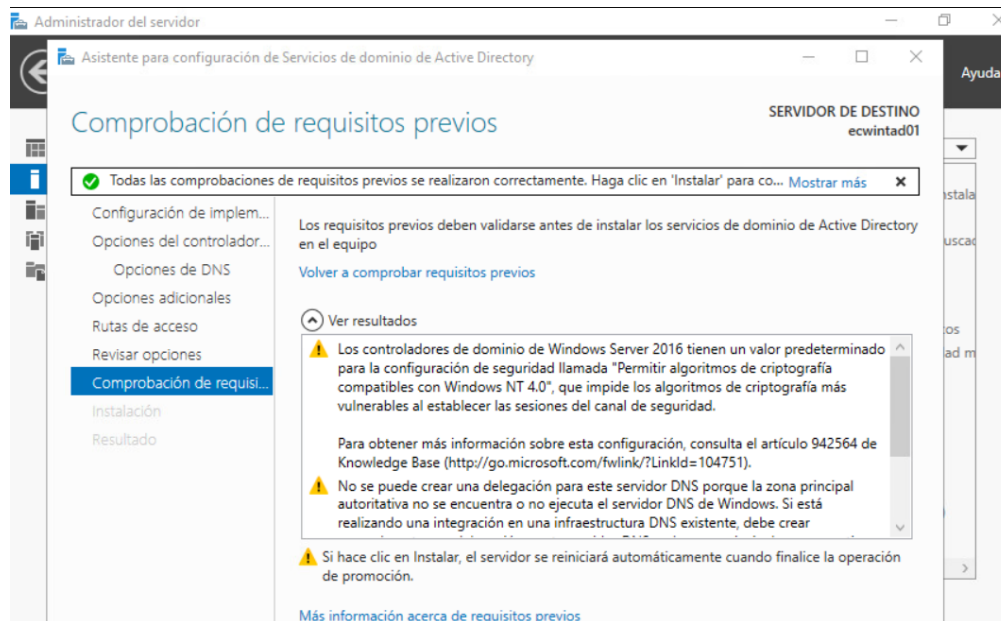 Administrador del servidor
Asistente para configuración de Servicios de dominio de Active Directory
Ayuda
Comprobación de requisitos previos
SERVIDOR DE DESTINO
ecwintad01
Todas las comprobaciones de requisitos previos se realizaron correctamente. Haga clic en 'Instalar' para co... Mostrar más
Configuración de implem...
Opciones del controlador...
Opciones de DNS
Opciones adicionales
Rutas de acceso
Revisar opciones
Comprobación de requisi...
Instalación
Resultado
Los requisitos previos deben validarse antes de instalar los servicios de dominio de Active Directory
en el equipo
Volver a comprobar requisitos previos
Ver resultados
Los controladores de dominio de Windows Server 2016 tienen un valor predeterminado
para la configuración de seguridad llamada "Permitir algoritmos de criptografía
compatibles con Windows NT 4.0", que impide los algoritmos de criptografía más
vulnerables al establecer las sesiones del canal de seguridad.
Para obtener más información sobre esta configuración, consulta el artículo 942564 de
Knowledge Base (http://go.microsoft.com/fwlink/?LinkId=104751).
No se puede crear una delegación para este servidor DNS porque la zona principal
autoritativa no se encuentra o no ejecuta el servidor DNS de Windows. Si está
realizando una integración en una infraestructura DNS existente, debe crear
Si hace clic en Instalar, el servidor se reiniciará automáticamente cuando finalice la operación
de promoción.
Más información acerca de requisitos previos